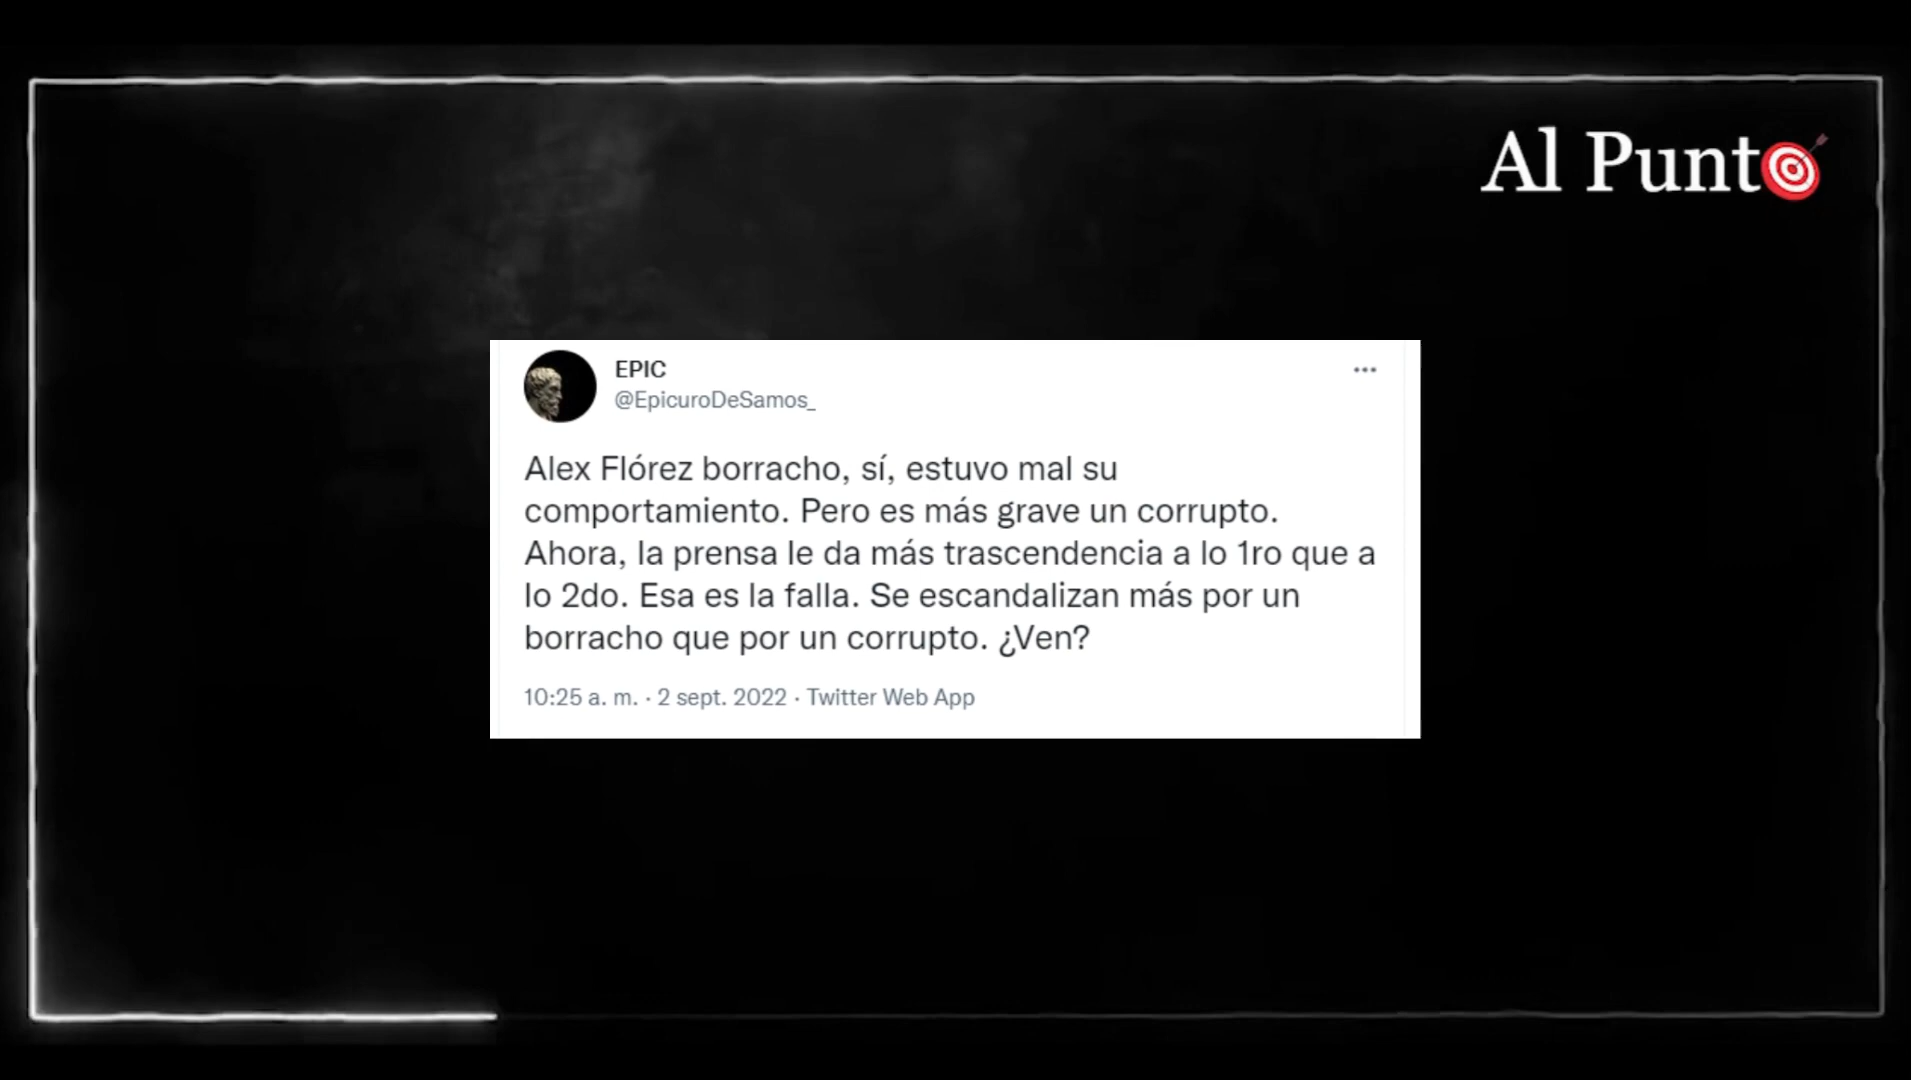 Al Punto
EPIC
@EpicuroDeSamos_
Alex Flórez borracho, sí, estuvo mal su
comportamiento. Pero es más grave un corrupto.
Ahora, la prensa le da más trascendencia a lo 1ro que a
lo 2do. Esa es la falla. Se escandalizan más por un
borracho que por un corrupto. ¿Ven?
10:25 a. m. · 2 sept. 2022 · Twitter Web App